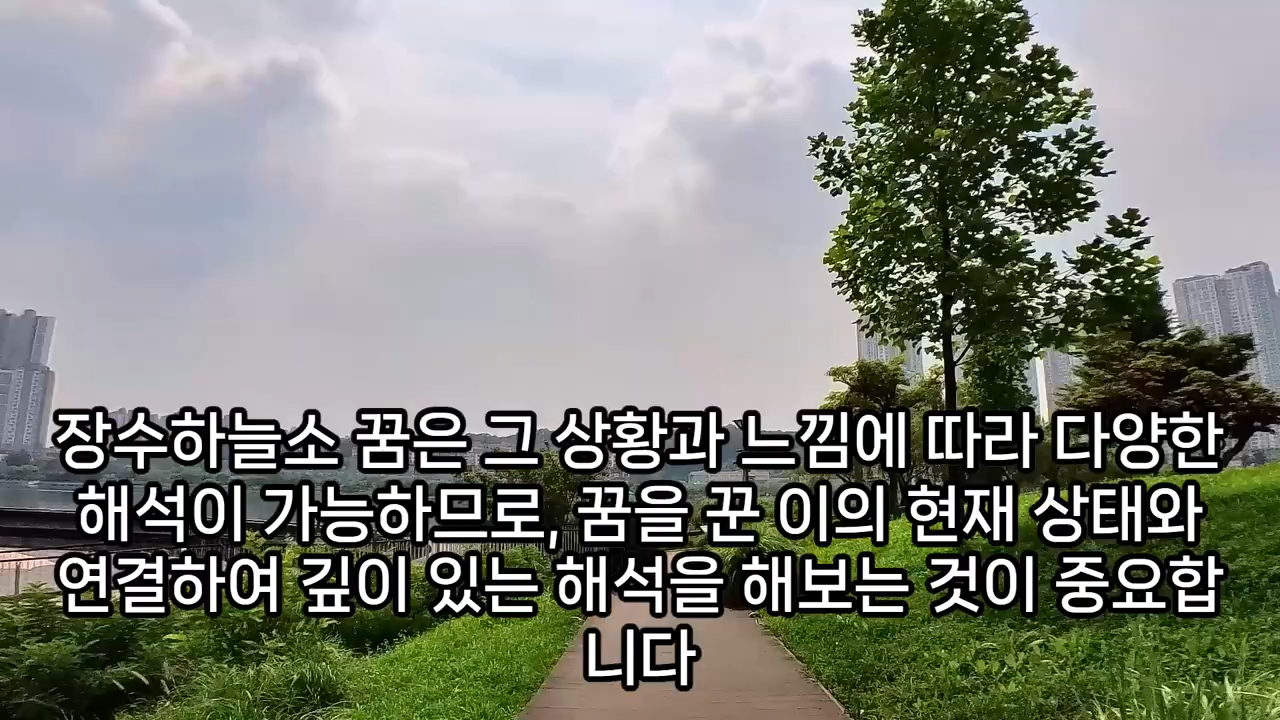 장수하늘소 꿈은 그 상황과 느낌에 따라 다양한
해석이 가능하므로, 꿈을 꾼 이의 현재 상태와
연결하여 깊이 있는 해석을 해보는 것이 중요합
니다